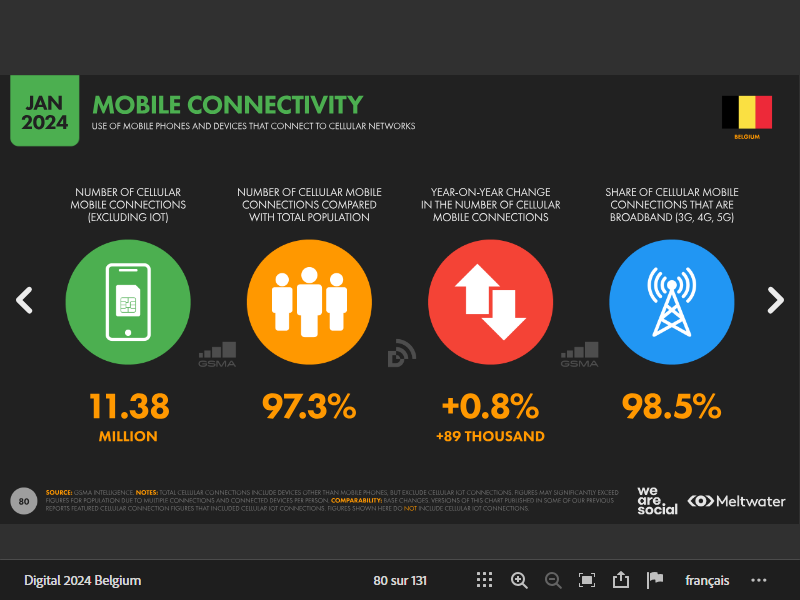 JAN
2024
MOBILE CONNECTIVITY
USE OF MOBILE PHONES AND DEVICES THAT CONNECT TO CELLULAR NETWORKS
BELGIUM
NUMBER OF CELLULAR
MOBILE CONNECTIONS
(EXCLUDING IOT)
NUMBER OF CELLULAR MOBILE
CONNECTIONS COMPARED
WITH TOTAL POPULATION
YEAR-ON-YEAR CHANGE
IN THE NUMBER OF CELLULAR
MOBILE CONNECTIONS
SHARE OF CELLULAR MOBILE
CONNECTIONS THAT ARE
BROADBAND (3G, 4G, 5G)
GSMA
GSMA
11.38
MILLION
97.3%
+0.8%
+89 THOUSAND
98.5%
80
SOURCE: GSMA INTELLIGENCE. NOTES: TOTAL CELLULAR CONNECTIONS INCLUDE DEVICES OTHER THAN MOBILE PHONES, BUT EXCLUDE CELLULAR IOT CONNECTIONS. FIGURES MAY SIGNIFICANTLY EXCEED
FIGURES FOR POPULATION DUE TO MULTIPLE CONNECTIONS AND CONNECTED DEVICES PER PERSON. COMPARABILITY: BASE CHANGES. VERSIONS OF THIS CHART PUBLISHED IN SOME OF OUR PREVIOUS
REPORTS FEATURED CELLULAR CONNECTION FIGURES THAT INCLUDED CELLULAR IOT CONNECTIONS. FIGURES SHOWN HERE DO NOT INCLUDE CELLULAR IOT CONNECTIONS.
we
are
social
Meltwater
Digital 2024 Belgium
80 sur 131
français